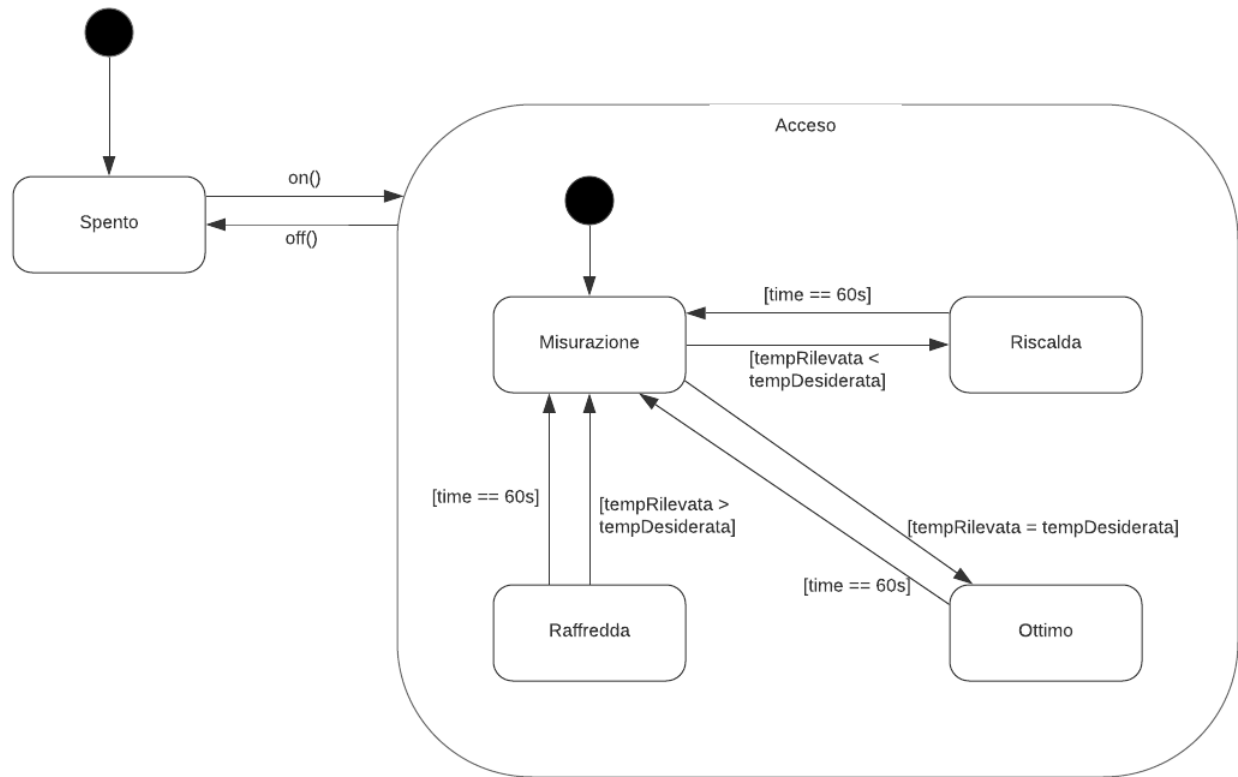 Acceso
on()
Spento
off()
[time == 60s]
Misurazione
Riscalda
[tempRilevata <
tempDesiderata]
[time == 60s]
[tempRilevata >
tempDesiderata]
[tempRilevata = tempDesiderata]
[time == 60s]
Raffredda
Ottimo